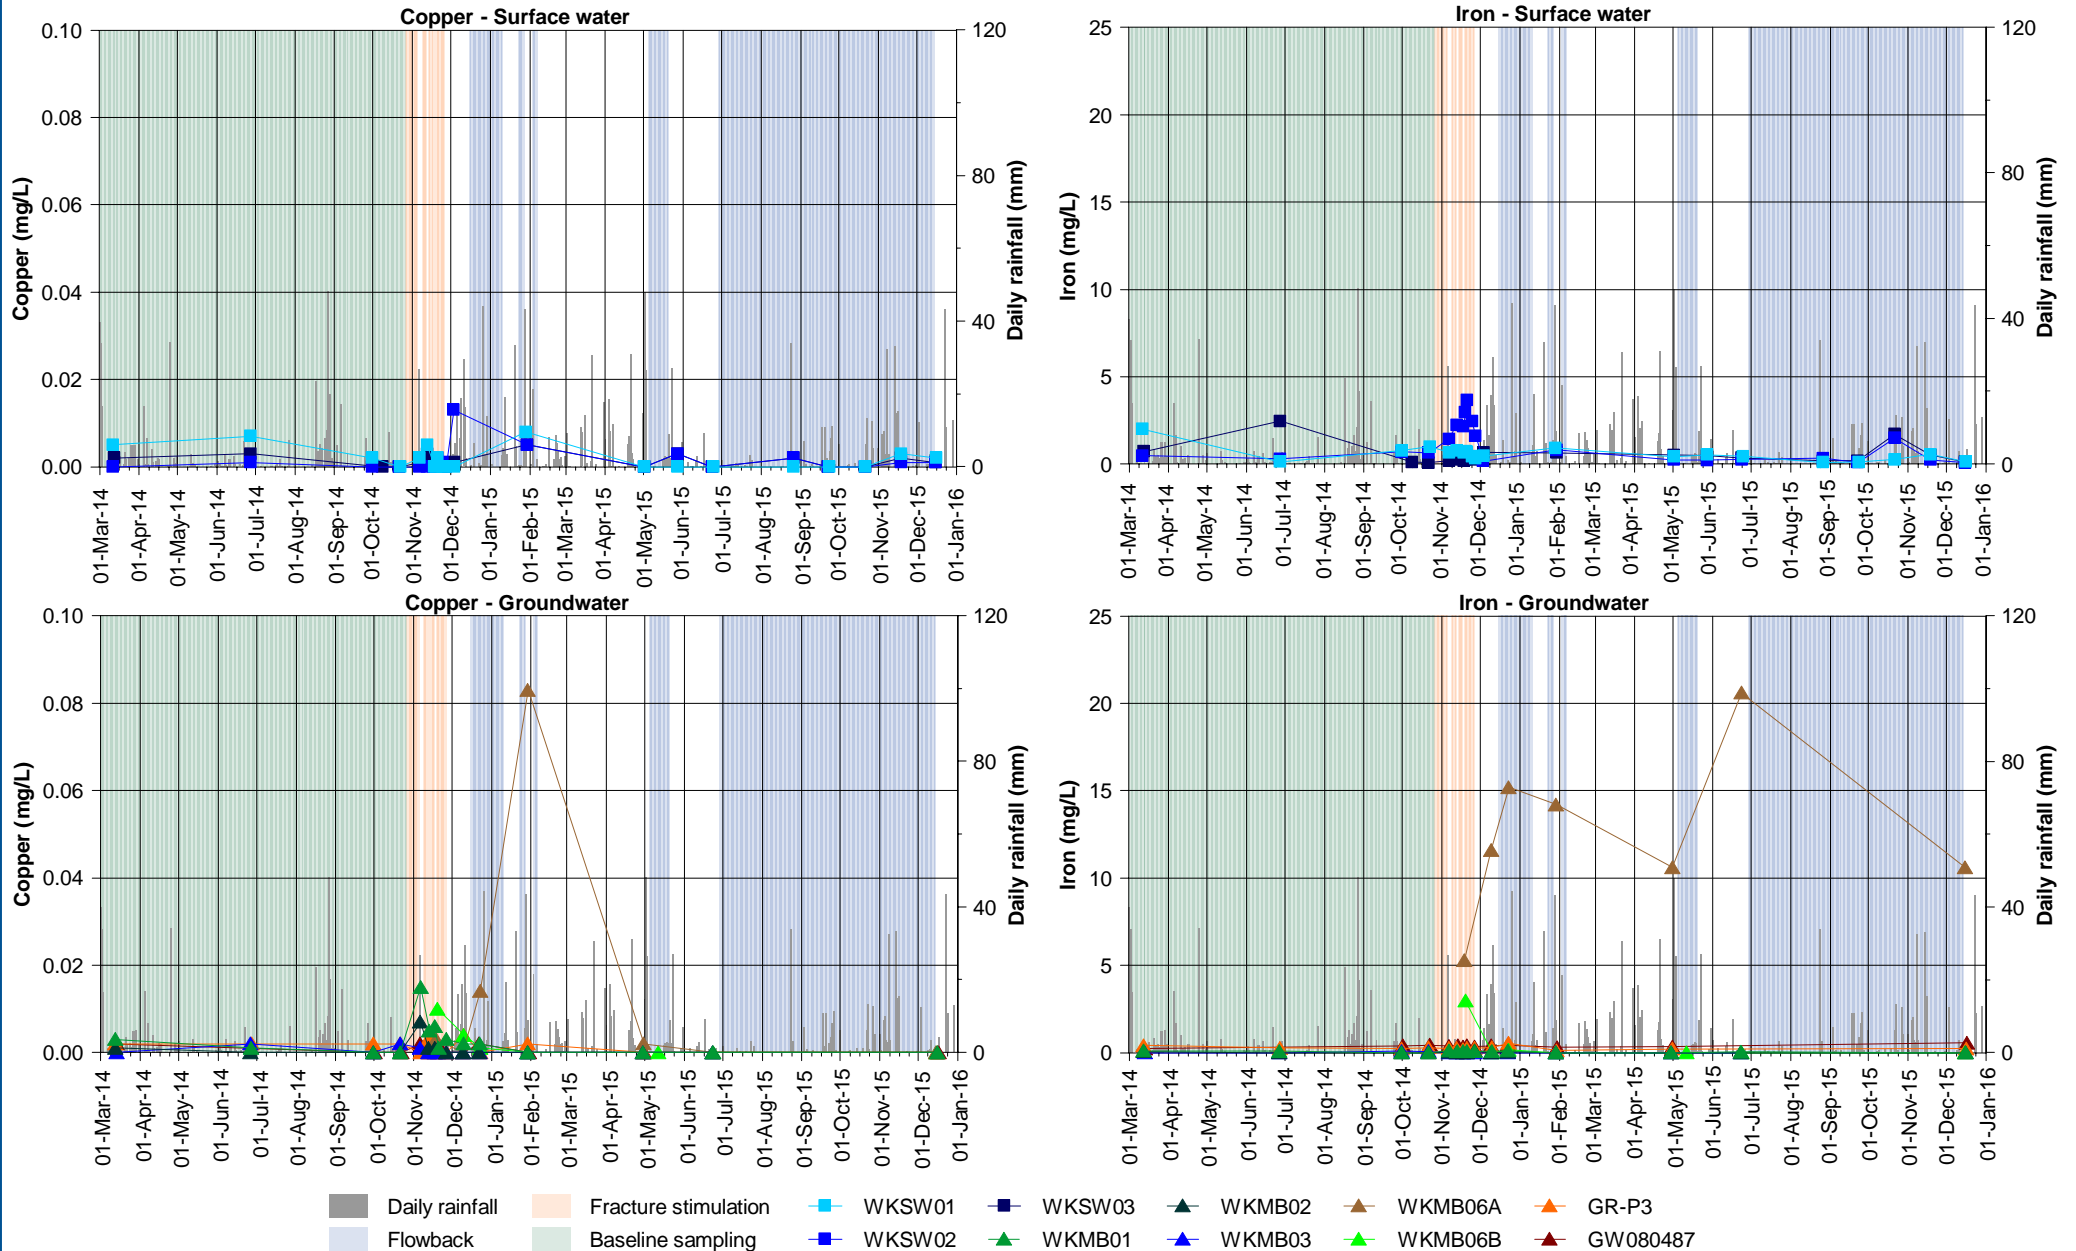 Copper - Surface water
0.10
0.08
0.06
0.04
0.02
0.00
Copper (mg/L)
120
80
40
0
Daily rainfall (mm)
01-Mar-14
01-Apr-14
01-May-14
01-Jun-14
01-Jul-14
01-Aug-14
01-Sep-14
01-Oct-14
01-Nov-14
01-Dec-14
01-Jan-15
01-Feb-15
01-Mar-15
01-Apr-15
01-May-15
01-Jun-15
01-Jul-15
01-Aug-15
01-Sep-15
01-Oct-15
01-Nov-15
01-Dec-15
01-Jan-16
Iron - Surface water
25
20
15
10
5
0
Iron (mg/L)
120
80
40
0
Daily rainfall (mm)
01-Mar-14
01-Apr-14
01-May-14
01-Jun-14
01-Jul-14
01-Aug-14
01-Sep-14
01-Oct-14
01-Nov-14
01-Dec-14
01-Jan-15
01-Feb-15
01-Mar-15
01-Apr-15
01-May-15
01-Jun-15
01-Jul-15
01-Aug-15
01-Sep-15
01-Oct-15
01-Nov-15
01-Dec-15
01-Jan-16
Copper - Groundwater
0.10
0.08
0.06
0.04
0.02
0.00
Copper (mg/L)
120
80
40
0
Daily rainfall (mm)
01-Mar-14
01-Apr-14
01-May-14
01-Jun-14
01-Jul-14
01-Aug-14
01-Sep-14
01-Oct-14
01-Nov-14
01-Dec-14
01-Jan-15
01-Feb-15
01-Mar-15
01-Apr-15
01-May-15
01-Jun-15
01-Jul-15
01-Aug-15
01-Sep-15
01-Oct-15
01-Nov-15
01-Dec-15
01-Jan-16
Iron - Groundwater
25
20
15
10
5
0
Iron (mg/L)
120
80
40
0
Daily rainfall (mm)
01-Mar-14
01-Apr-14
01-May-14
01-Jun-14
01-Jul-14
01-Aug-14
01-Sep-14
01-Oct-14
01-Nov-14
01-Dec-14
01-Jan-15
01-Feb-15
01-Mar-15
01-Apr-15
01-May-15
01-Jun-15
01-Jul-15
01-Aug-15
01-Sep-15
01-Oct-15
01-Nov-15
01-Dec-15
01-Jan-16
Daily rainfall Fracture stimulation WKSW01 WKSW03 WKMB02 WKMB06A GR-P3
Flowback Baseline sampling WKSW02 WKMB01 WKMB03 WKMB06B GW080487